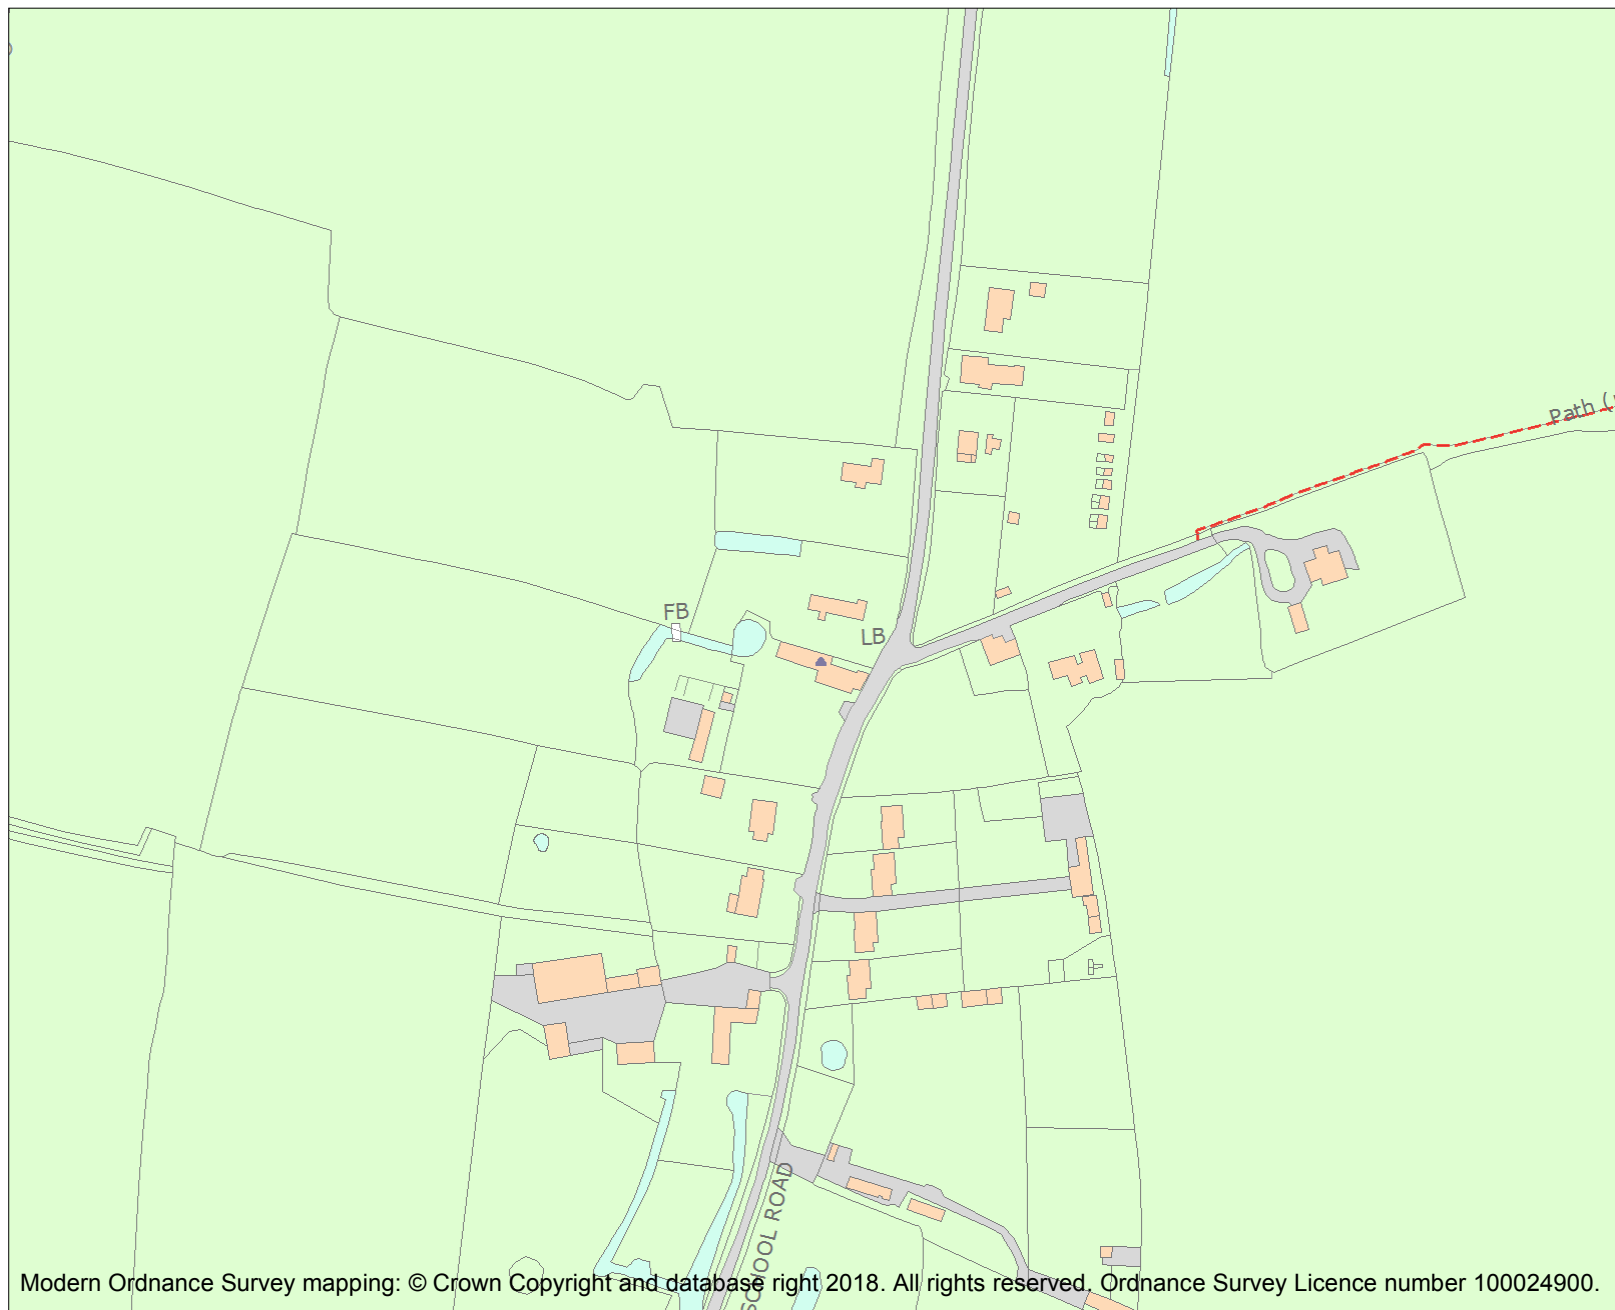 Path (
FB
LB
SCHOOL ROAD
Modern Ordnance Survey mapping: © Crown Copyright and database right 2018. All rights reserved. Ordnance Survey Licence number 100024900.